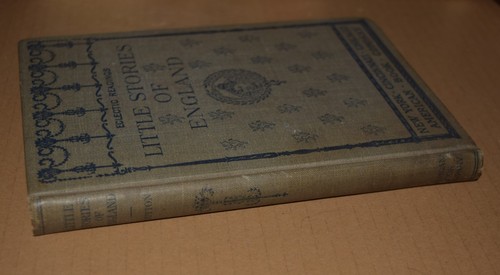 ECLECTIC READINGS
LITTLE STORIES
OF
ENGLAND
NEW YORK CINCINNATI CHICAGO
AMERICAN BOOK COMPANY
LITTLE
STORIES
OF
ENGLAND